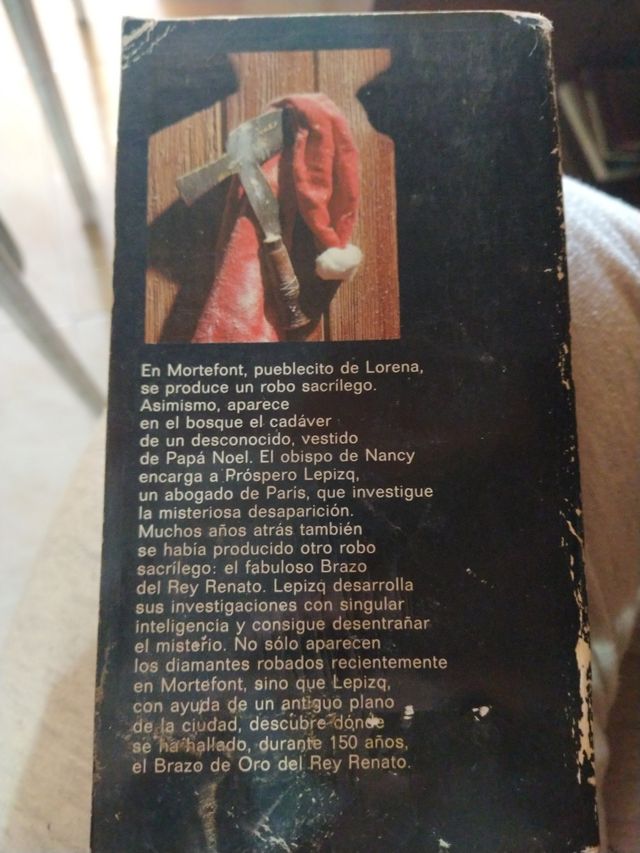 En Mortefont, pueblecito de Lorena,
se produce un robo sacrílego.
Asimismo, aparece
en el bosque el cadáver
de un desconocido, vestido
de Papá Noel. El obispo de Nancy
encarga a Próspero Lepizq,
un abogado de París, que investigue
la misteriosa desaparición.
Muchos años atrás también
se había producido otro robo
sacrílego: el fabuloso Brazo
del Rey Renato. Lepizq desarrolla
sus investigaciones con singular
inteligencia y consigue desentrañar
el misterio. No sólo aparecen
los diamantes robados recientemente
en Mortefont, sino que Lepizq,
con ayuda de un antiguo plano
de la ciudad, descubre dónde
se ha hallado, durante 150 años,
el Brazo de Oro del Rey Renato.